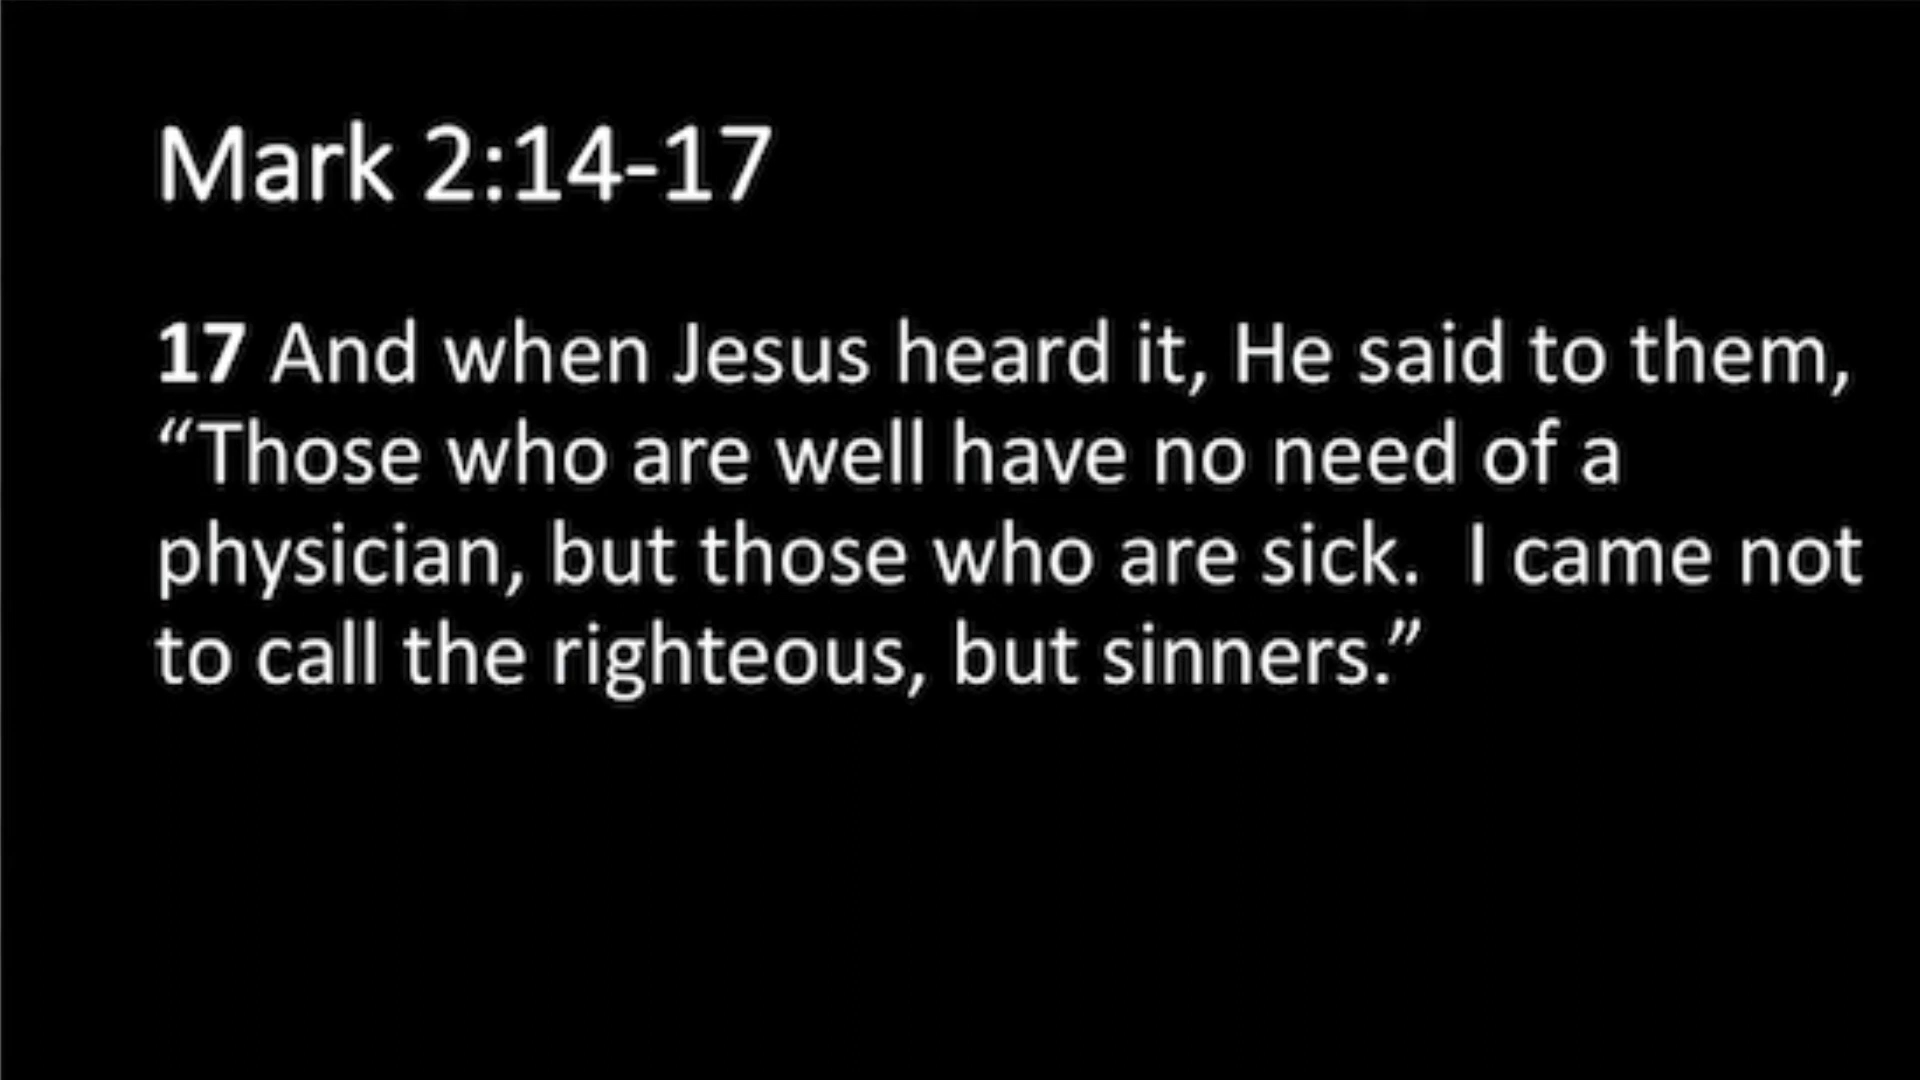 Mark 2:14-17
17 And when Jesus heard it, He said to them,
“Those who are well have no need of a
physician, but those who are sick.  I came not
to call the righteous, but sinners.”